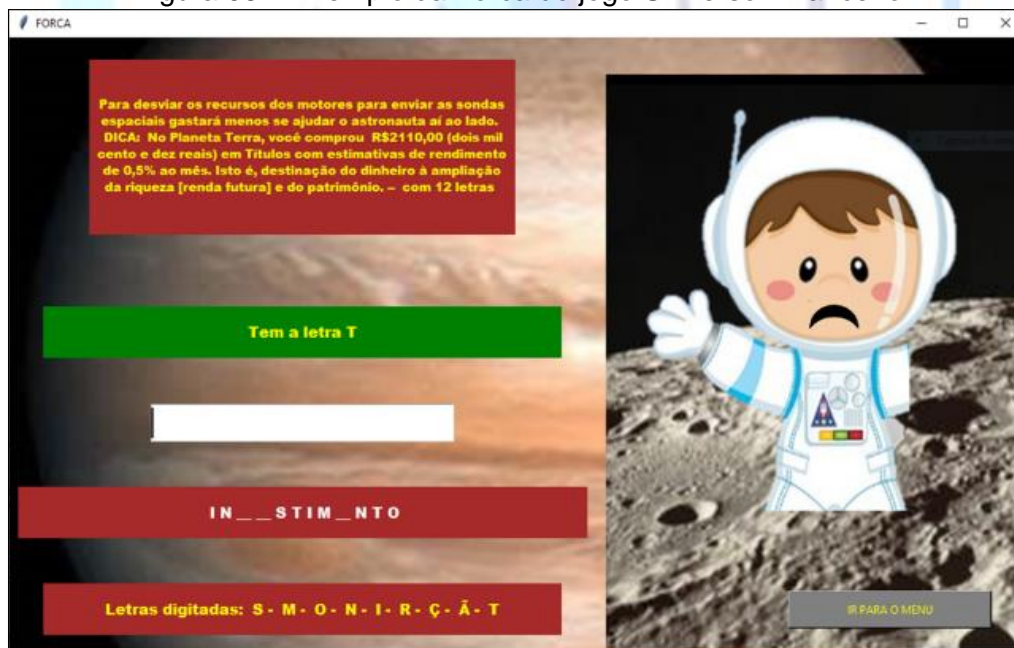 FORCA
Para desviar os recursos dos motores para enviar as sondas
espaciais gastará menos se ajudar o astronauta aí ao lado.
DICA: No Planeta Terra, você comprou R$2110,00 (dois mil
cento e dez reais) em Títulos com estimativas de rendimento
de 0,5% ao mês. Isto é, destinação do dinheiro à ampliação
da riqueza [renda futura] e do patrimônio. – com 12 letras
Tem a letra T
I N _ _ S T I M _ N T O
Letras digitadas: S - M - O - N - I - R - Ç - Ã - T
IR PARA O MENU